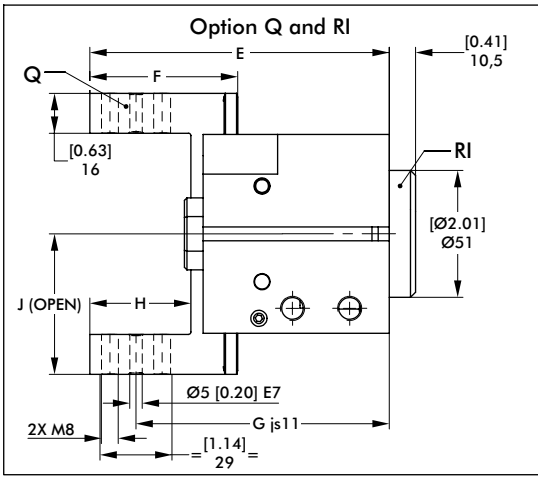 Option Q and RI
E
[0.41]
10,5
F
Q
[0.63]
16
RI
[Ø2.01]
Ø51
J (OPEN)
H
Ø5 [0.20] E7
2X M8
G js11
= [1.14] =
29